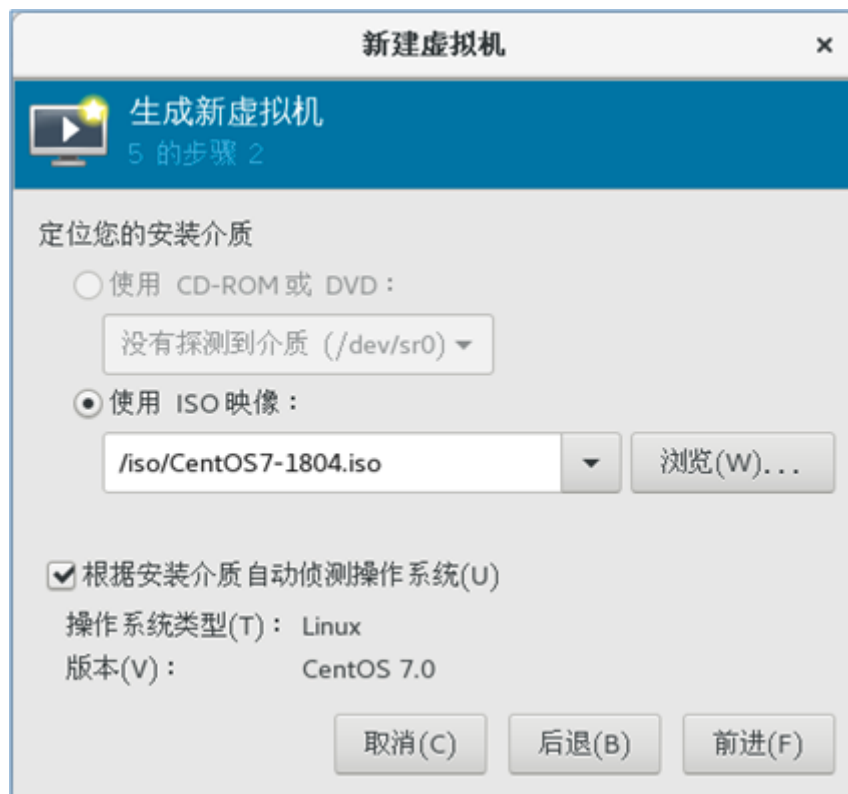 新建虚拟机 ×
生成新虚拟机
5 的步骤 2
定位您的安装介质
使用 CD-ROM 或 DVD：
没有探测到介质 (/dev/sr0)
使用 ISO 映像：
/iso/CentOS7-1804.iso 浏览(W)...
根据安装介质自动侦测操作系统(U)
操作系统类型(T)： Linux
版本(V)： CentOS 7.0
取消(C) 后退(B) 前进(F)